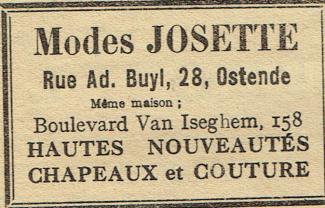 Modes JOSETTE
Rue Ad. Buyl, 28, Ostende
Même maison ;
Boulevard Van Iseghem, 158
HAUTES NOUVEAUTÉS
CHAPEAUX et COUTURE